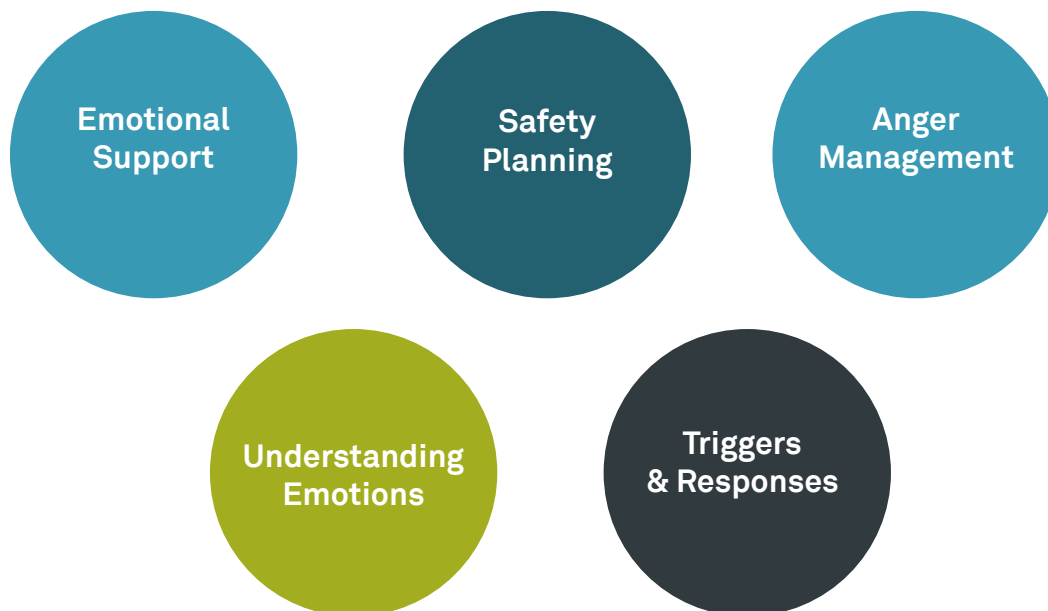 Emotional
Support
Safety
Planning
Anger
Management
Understanding
Emotions
Triggers
& Responses